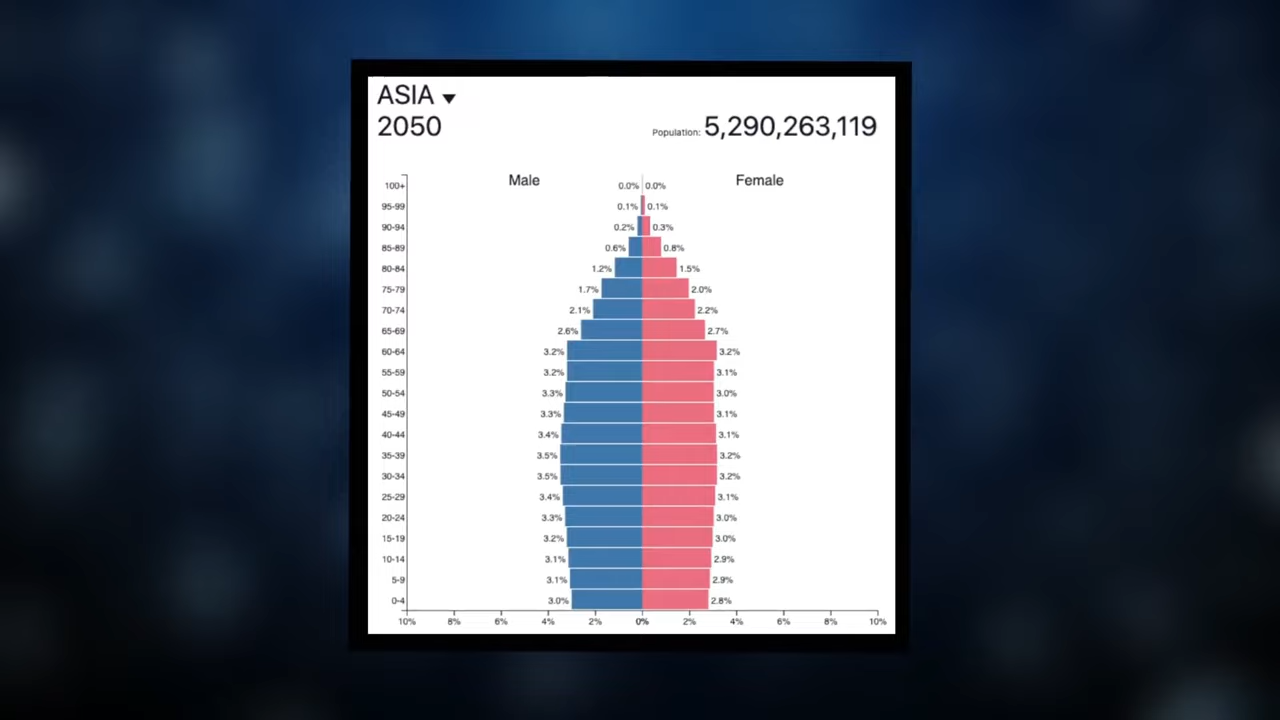 ASIA
2050
Population: 5,290,263,119
Male Female
100+ 0.0% 0.0%
95-99 0.1% 0.1%
90-94 0.2% 0.3%
85-89 0.6% 0.8%
80-84 1.2% 1.5%
75-79 1.7% 2.0%
70-74 2.1% 2.2%
65-69 2.6% 2.7%
60-64 3.2% 3.2%
55-59 3.2% 3.1%
50-54 3.3% 3.0%
45-49 3.3% 3.1%
40-44 3.4% 3.1%
35-39 3.5% 3.2%
30-34 3.5% 3.2%
25-29 3.4% 3.1%
20-24 3.3% 3.0%
15-19 3.2% 3.0%
10-14 3.1% 2.9%
5-9 3.1% 2.9%
0-4 3.0% 2.8%
10% 8% 6% 4% 2% 0% 2% 4% 6% 8% 10%